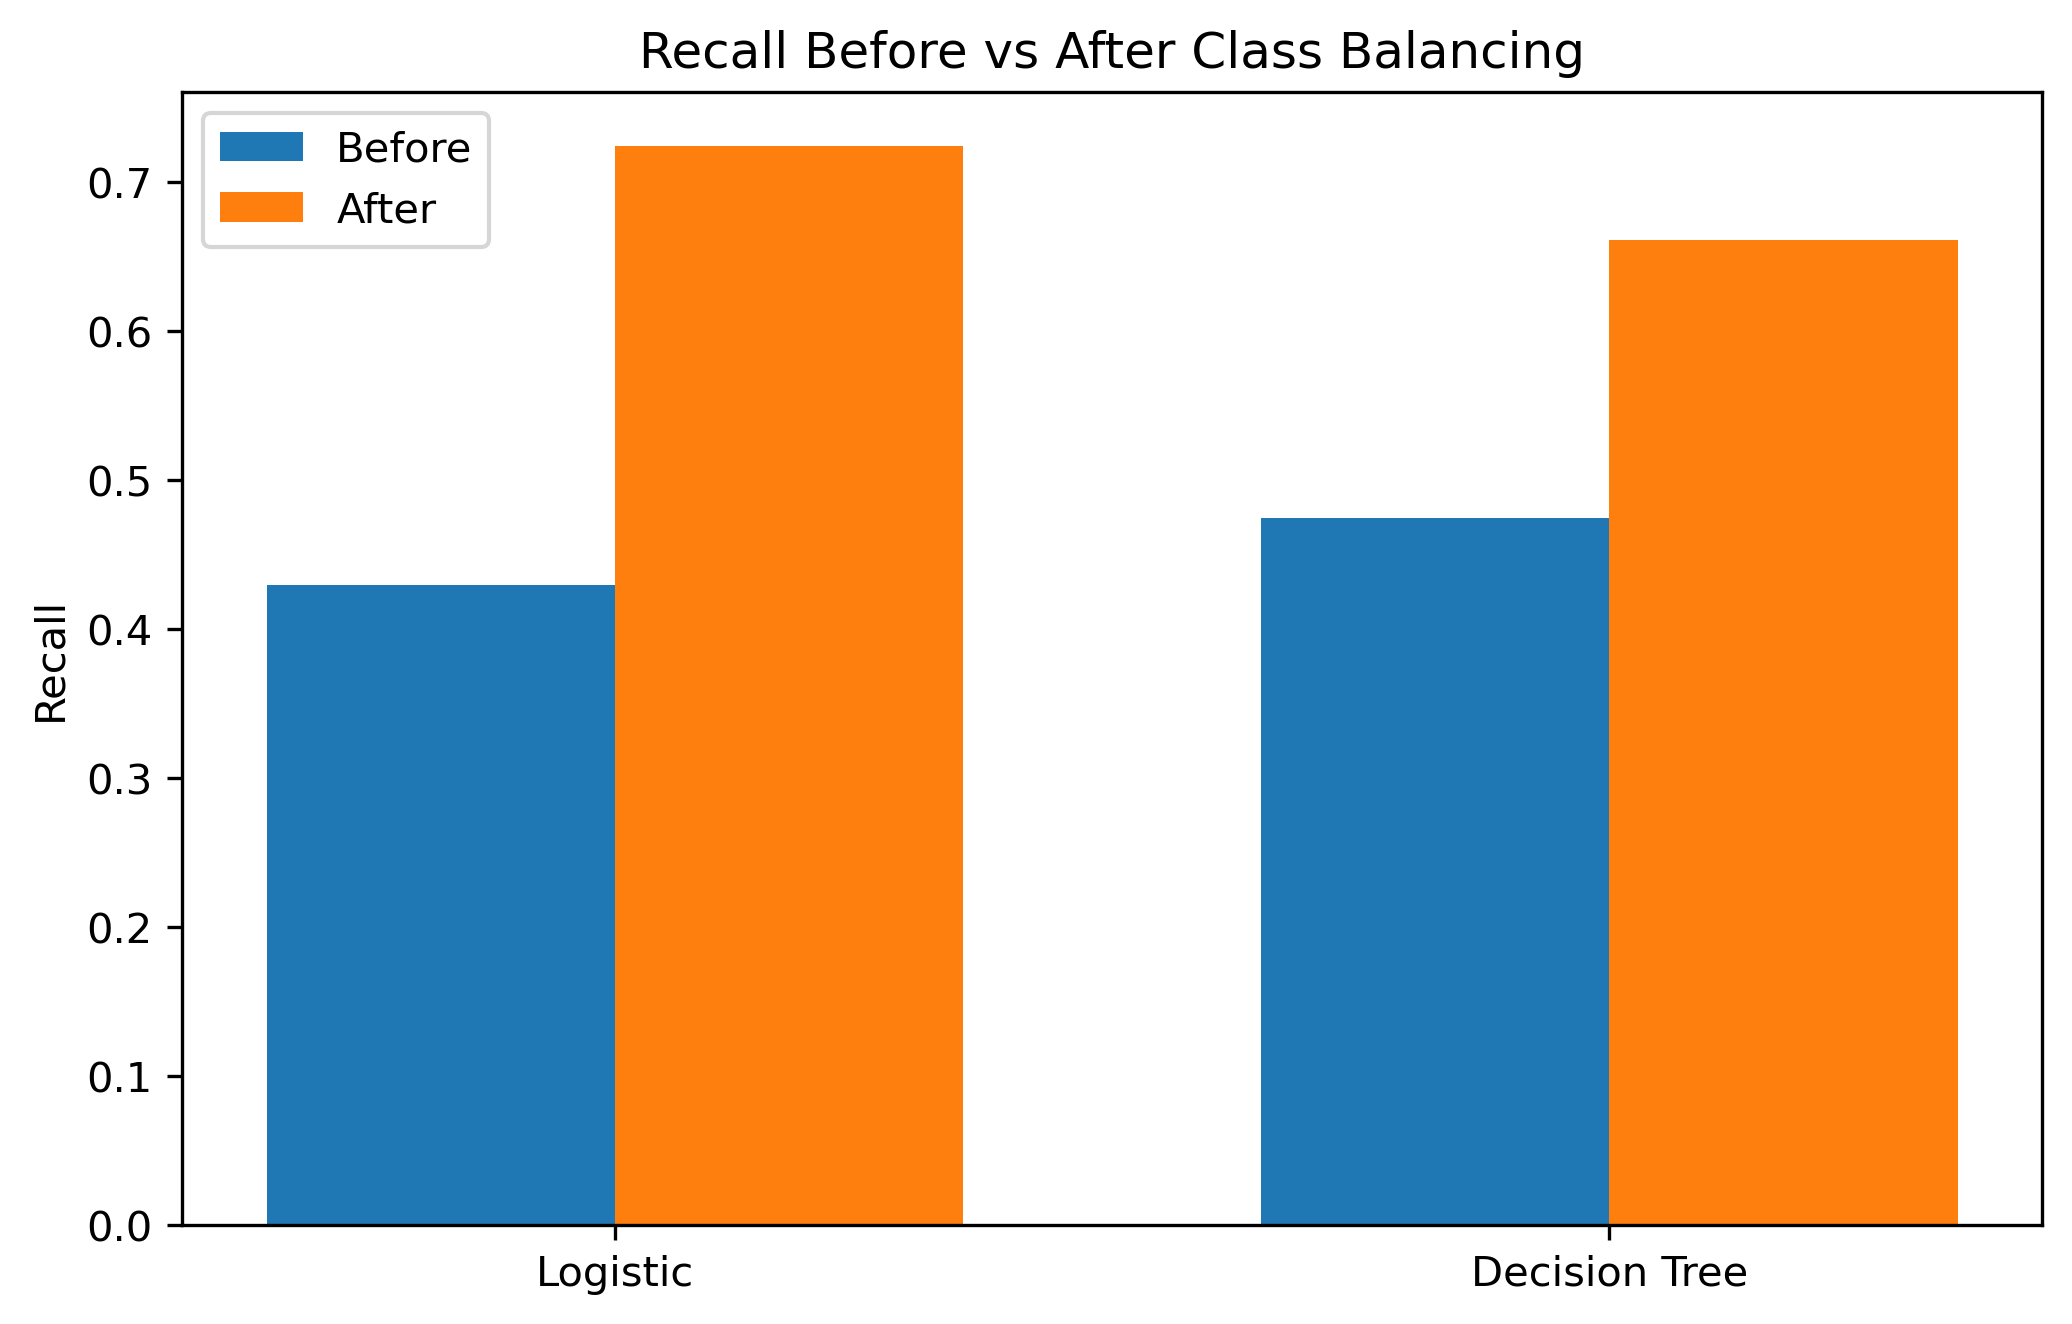 Recall Before vs After Class Balancing
Before
After
Recall
0.7
0.6
0.5
0.4
0.3
0.2
0.1
0.0
Logistic
Decision Tree